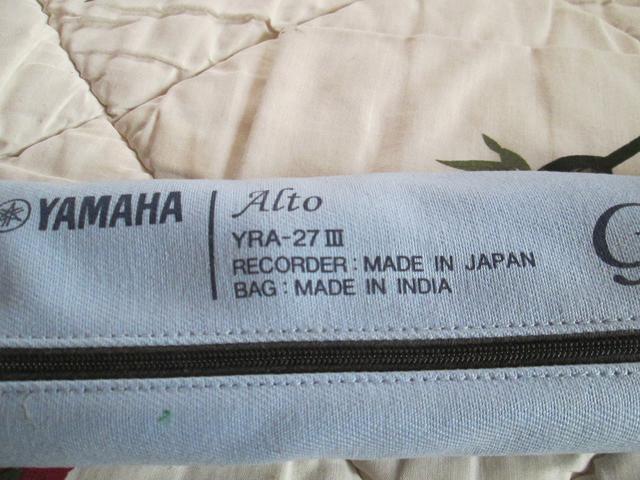 YAMAHA
Alto
YRA-27 III
RECORDER: MADE IN JAPAN
BAG: MADE IN INDIA
G